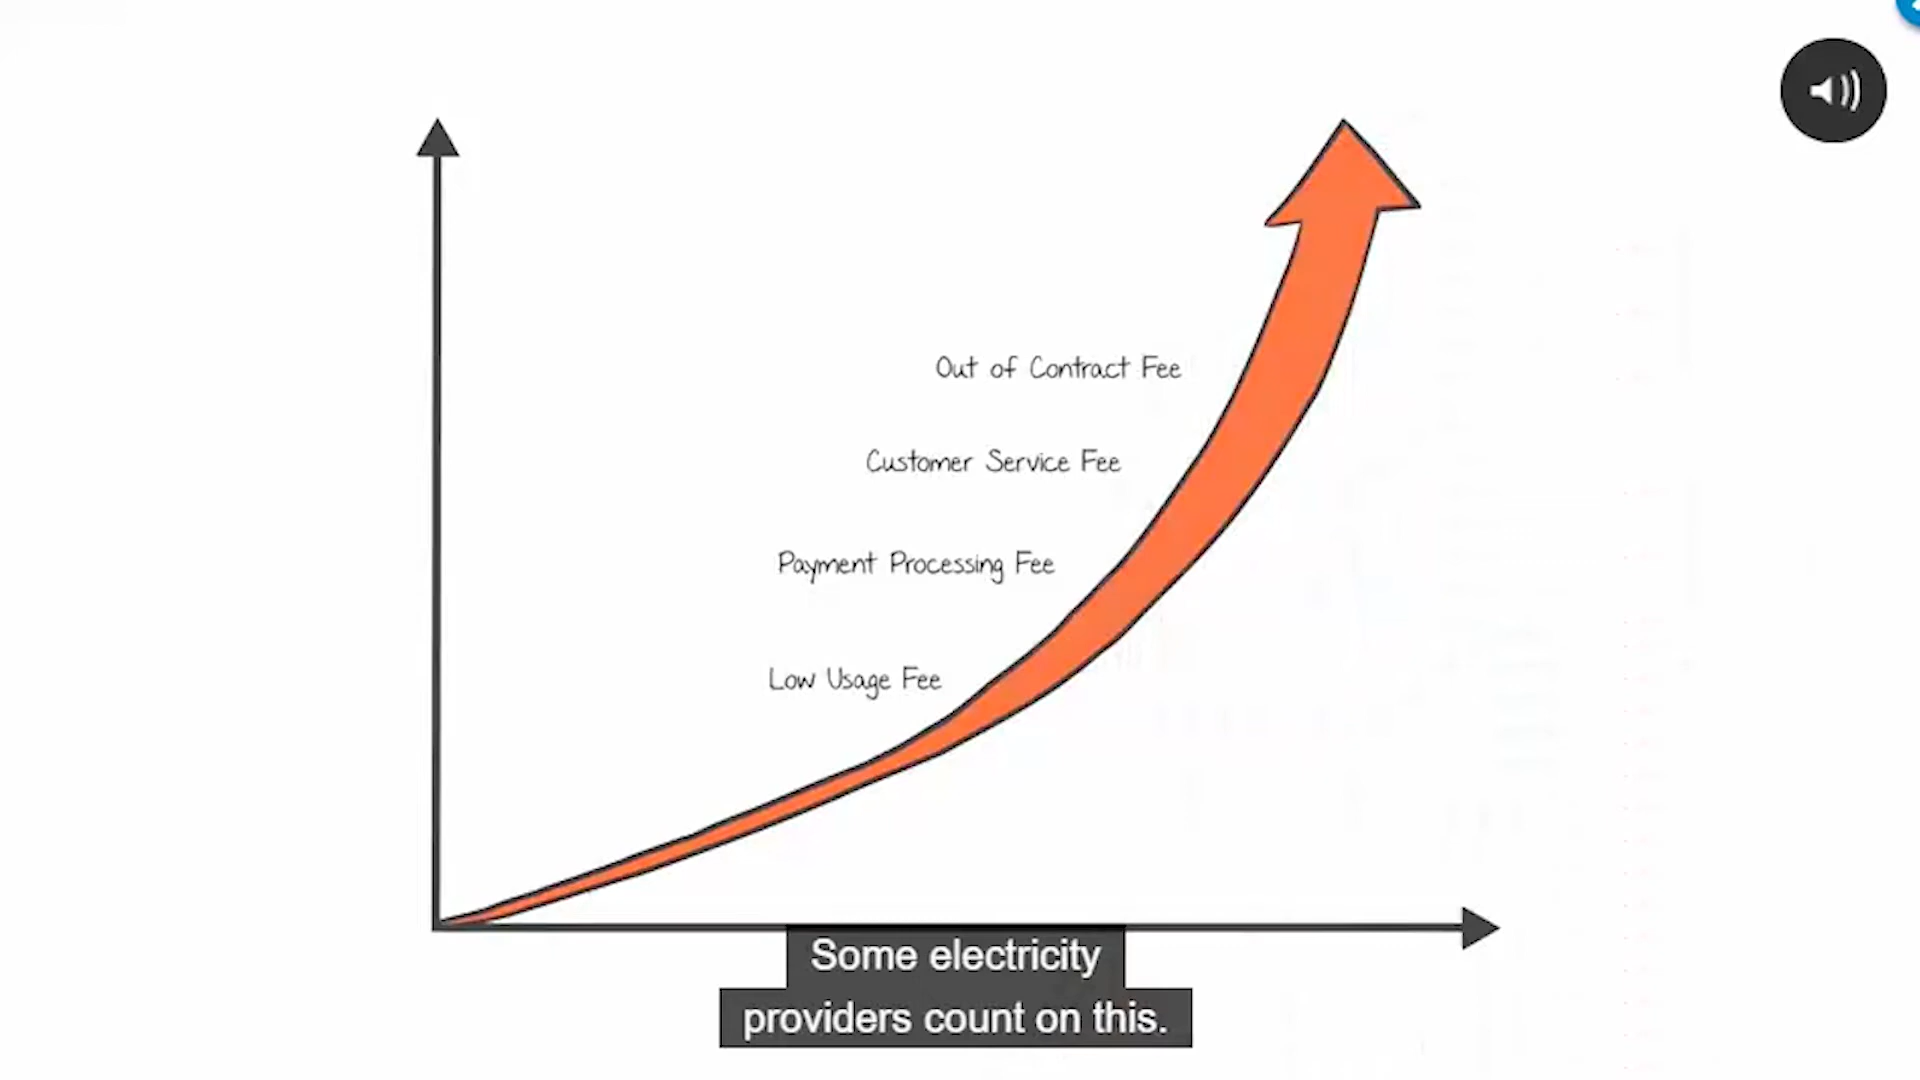 Out of Contract Fee
Customer Service Fee
Payment Processing Fee
Low Usage Fee
Some electricity
providers count on this.